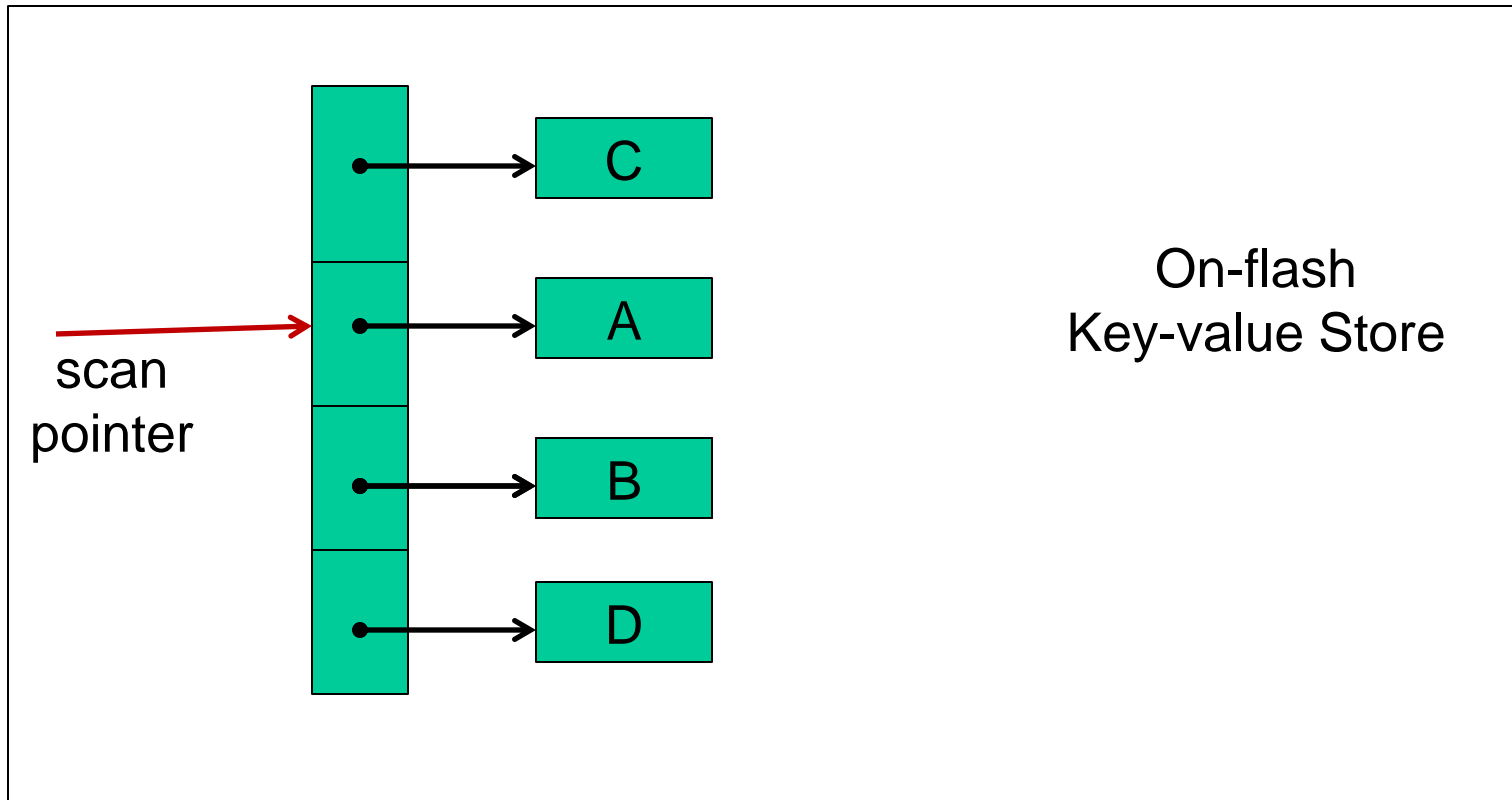 C
A
scan
pointer
B
D
On-flash
Key-value Store